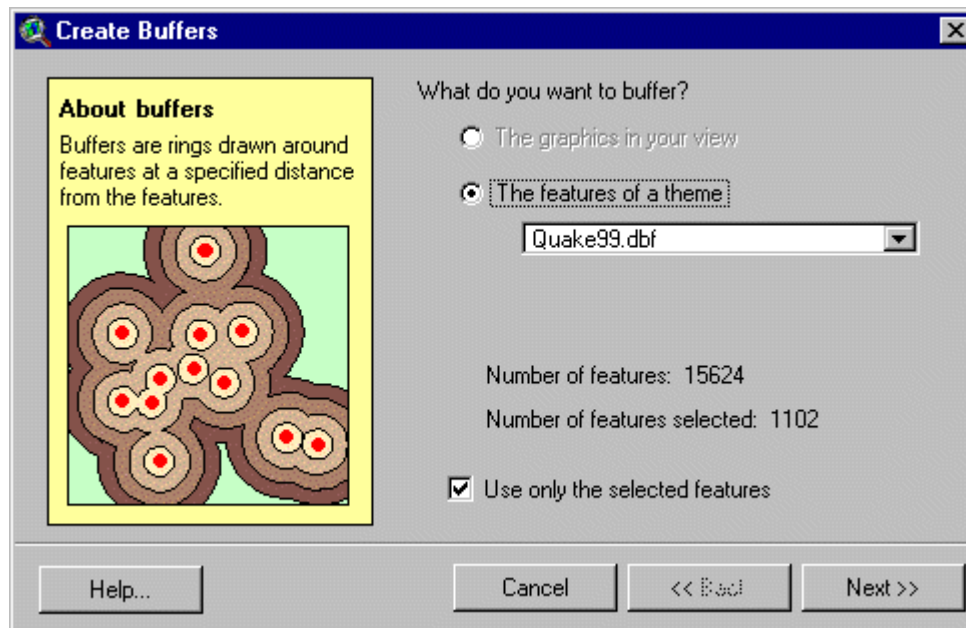 Create Buffers
About buffers
Buffers are rings drawn around
features at a specified distance
from the features.
What do you want to buffer?
The graphics in your view
The features of a theme
Quake99.dbf
Number of features: 15624
Number of features selected: 1102
Use only the selected features
Help...
Cancel
<< Back
Next >>